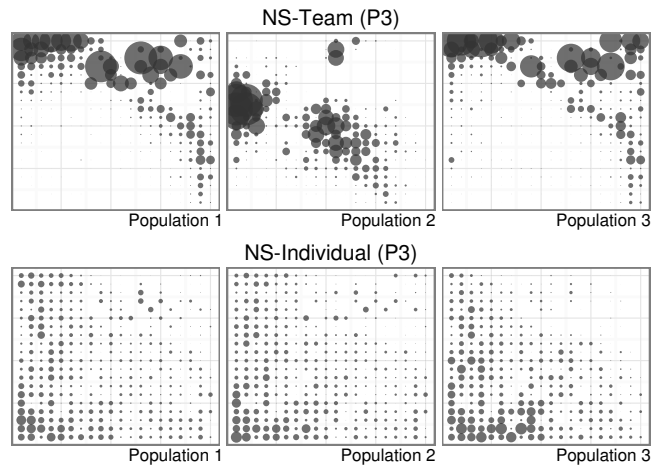 NS-Team (P3)
Population 1 Population 2 Population 3
NS-Individual (P3)
Population 1 Population 2 Population 3